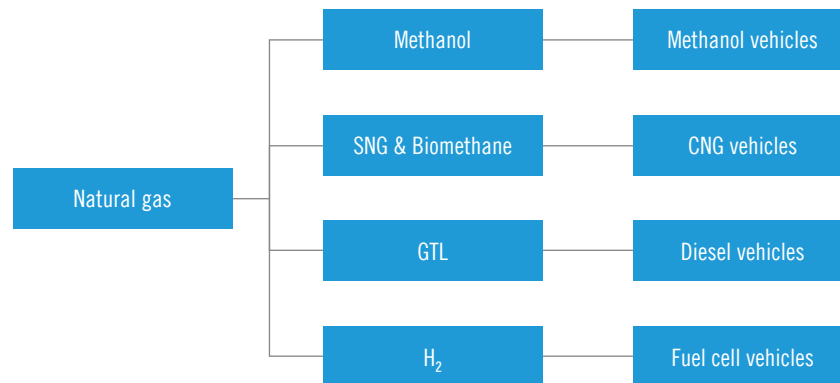 Methanol
Methanol vehicles
SNG & Biomethane
CNG vehicles
Natural gas
GTL
Diesel vehicles
H₂
Fuel cell vehicles